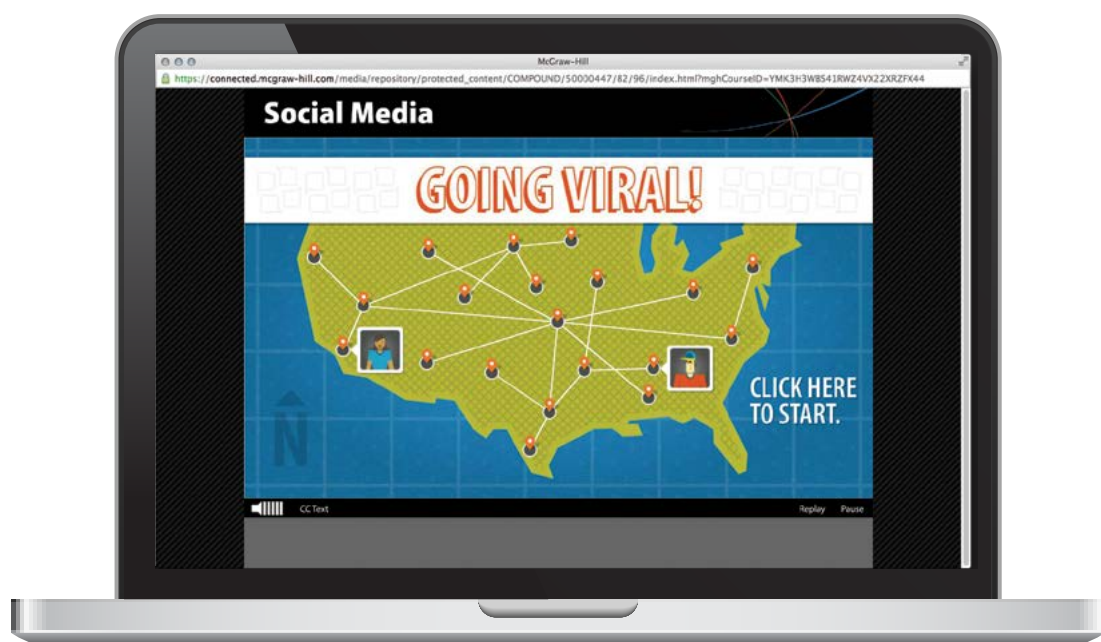 McGraw-Hill
https://connected.mcgraw-hill.com/media/repository/protected_content/COMPOUND/50000447/82/96/index.html?mghCourseID=YMK3H3W8S41RWZ4VX22XRZFX44
Social Media
GOING VIRAL!
CLICK HERE
TO START.
N
CC Text
Replay Pause